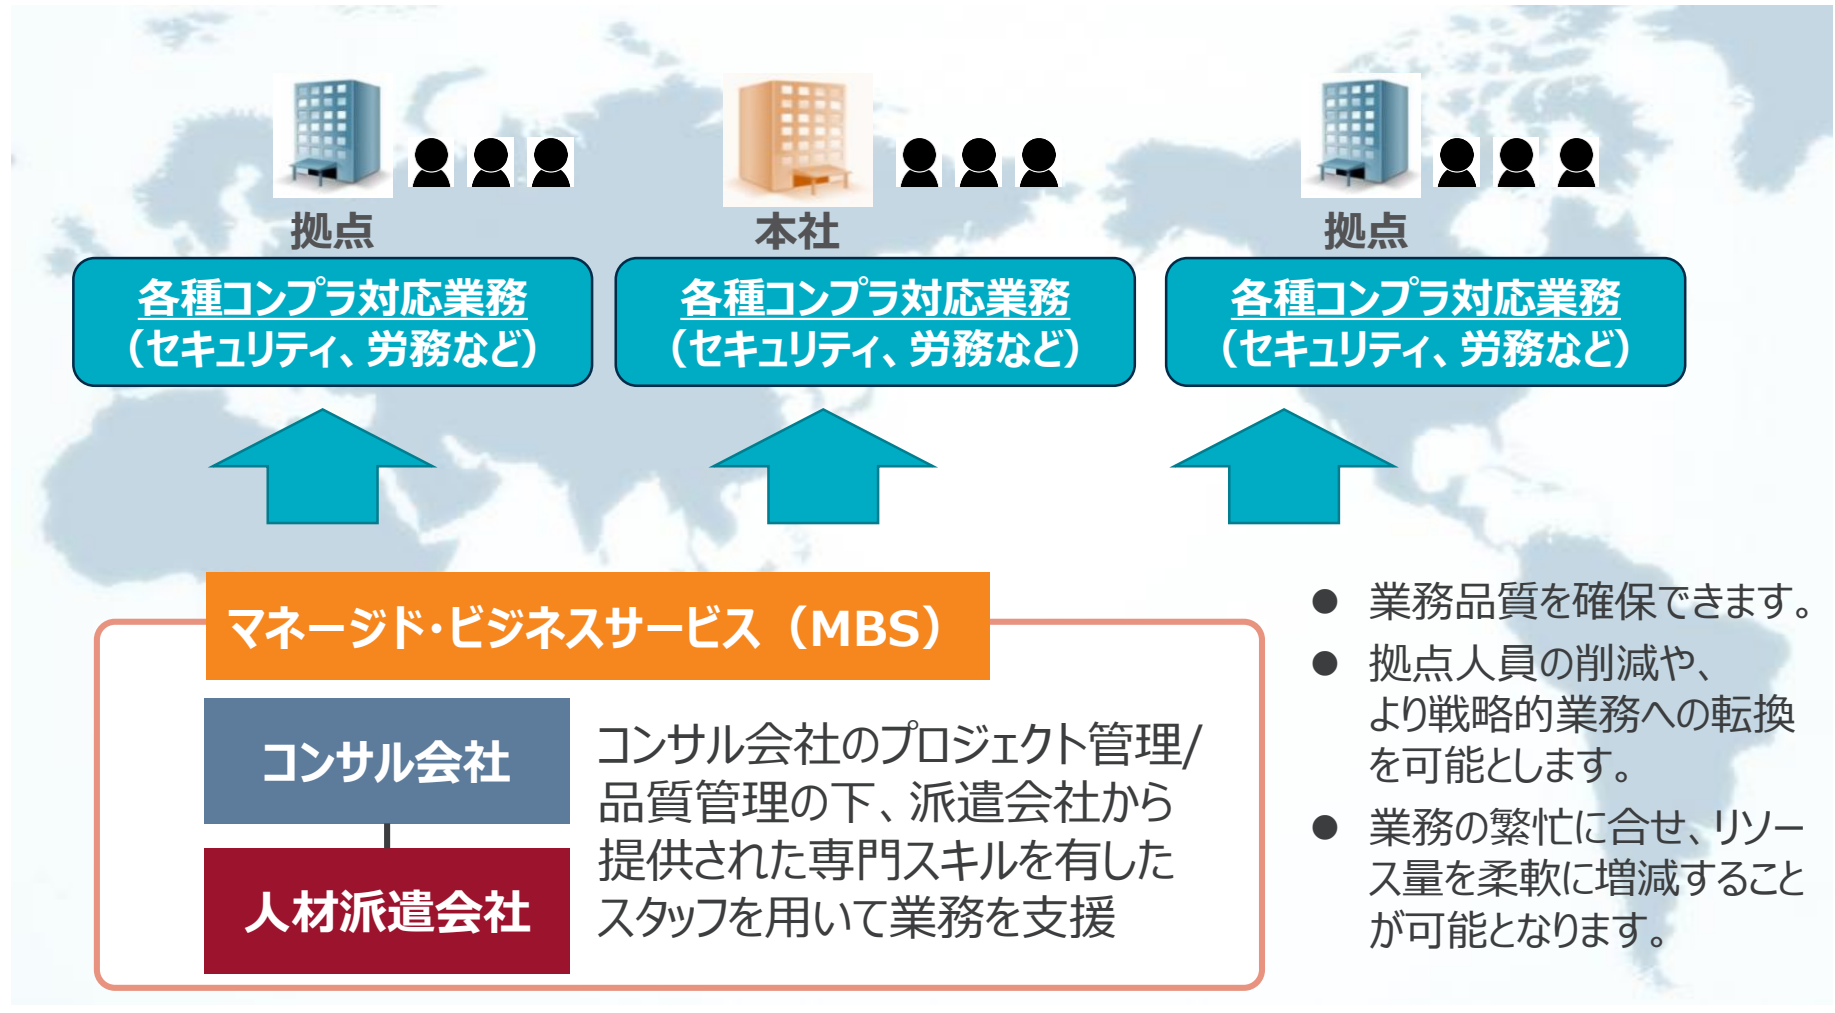 拠点
本社
拠点
各種コンプラ対応業務
（セキュリティ、労務など）
各種コンプラ対応業務
（セキュリティ、労務など）
各種コンプラ対応業務
（セキュリティ、労務など）
マネージド・ビジネスサービス（MBS）
コンサル会社
人材派遣会社
コンサル会社のプロジェクト管理/
品質管理の下、派遣会社から
提供された専門スキルを有した
スタッフを用いて業務を支援
● 業務品質を確保できます。
● 拠点人員の削減や、
より戦略的業務への転換
を可能とします。
● 業務の繁忙に合せ、リソー
ス量を柔軟に増減すること
が可能となります。